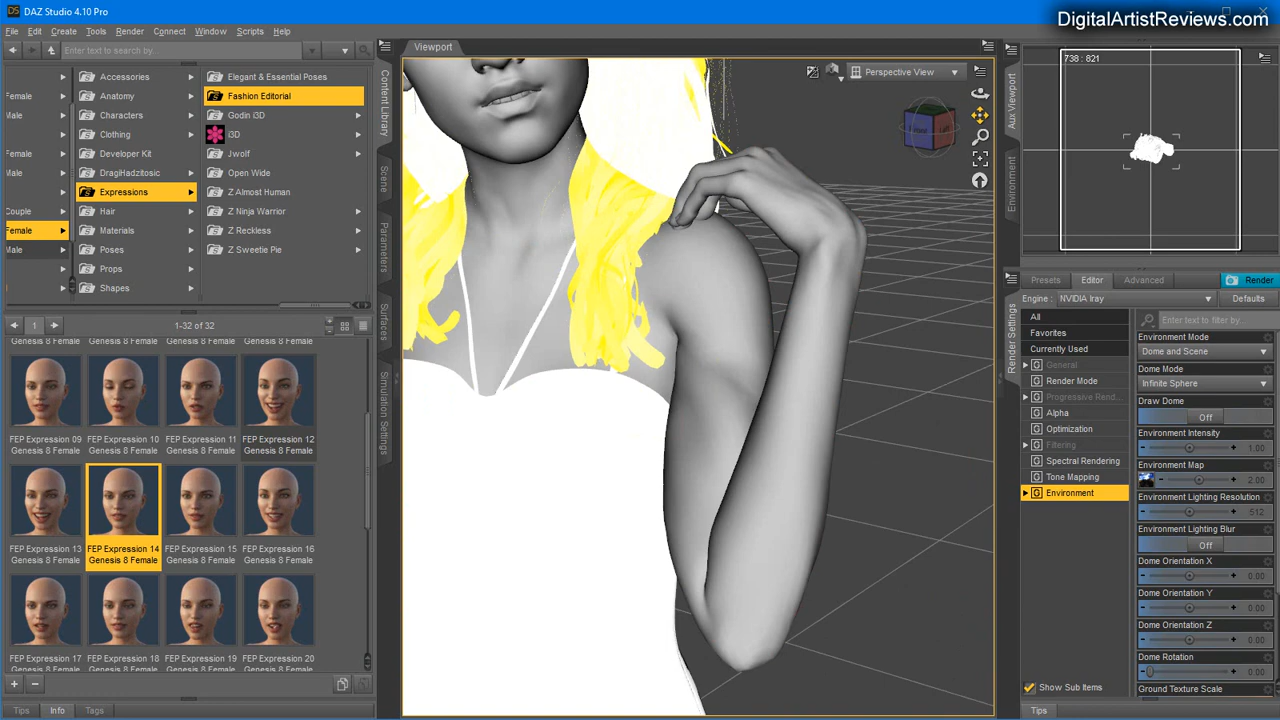 DAZ Studio 4.10 Pro
DigitalArtistReviews.com
File Edit Create Tools Render Connect Window Scripts Help
Enter text to search by...
Viewport
Perspective View
738 : 821
Female
Male
Female
Male
Couple
Female
Male
Accessories
Anatomy
Characters
Clothing
Developer Kit
DragiHadzitosic
Expressions
Hair
Materials
Poses
Props
Shapes
Elegant & Essential Poses
Fashion Editorial
Godin i3D
i3D
Jwolf
Open Wide
Z Almost Human
Z Ninja Warrior
Z Reckless
Z Sweetie Pie
1
1-32 of 32
Genesis 8 Female Genesis 8 Female Genesis 8 Female Genesis 8 Female
FEP Expression 09 FEP Expression 10 FEP Expression 11 FEP Expression 12
Genesis 8 Female Genesis 8 Female Genesis 8 Female Genesis 8 Female
FEP Expression 13 FEP Expression 14 FEP Expression 15 FEP Expression 16
Genesis 8 Female Genesis 8 Female Genesis 8 Female Genesis 8 Female
FEP Expression 17 FEP Expression 18 FEP Expression 19 FEP Expression 20
Tips Info Tags
Content Library
Scene
Parameters
Surfaces
Simulation Settings
Left
Aux Viewport
Environment
Render Settings
Presets Editor Advanced Render
Engine : NVIDIA Iray Defaults
All
Favorites
Currently Used
General
Render Mode
Progressive Rend...
Alpha
Optimization
Filtering
Spectral Rendering
Tone Mapping
Environment
Show Sub Items
Tips
Enter text to filter by...
Environment Mode
Dome and Scene
Dome Mode
Infinite Sphere
Draw Dome
Off
Environment Intensity
1.00
Environment Map
2.00
Environment Lighting Resolution
512
Environment Lighting Blur
Off
Dome Orientation X
0.00
Dome Orientation Y
0.00
Dome Orientation Z
0.00
Dome Rotation
0.00
Ground Texture Scale